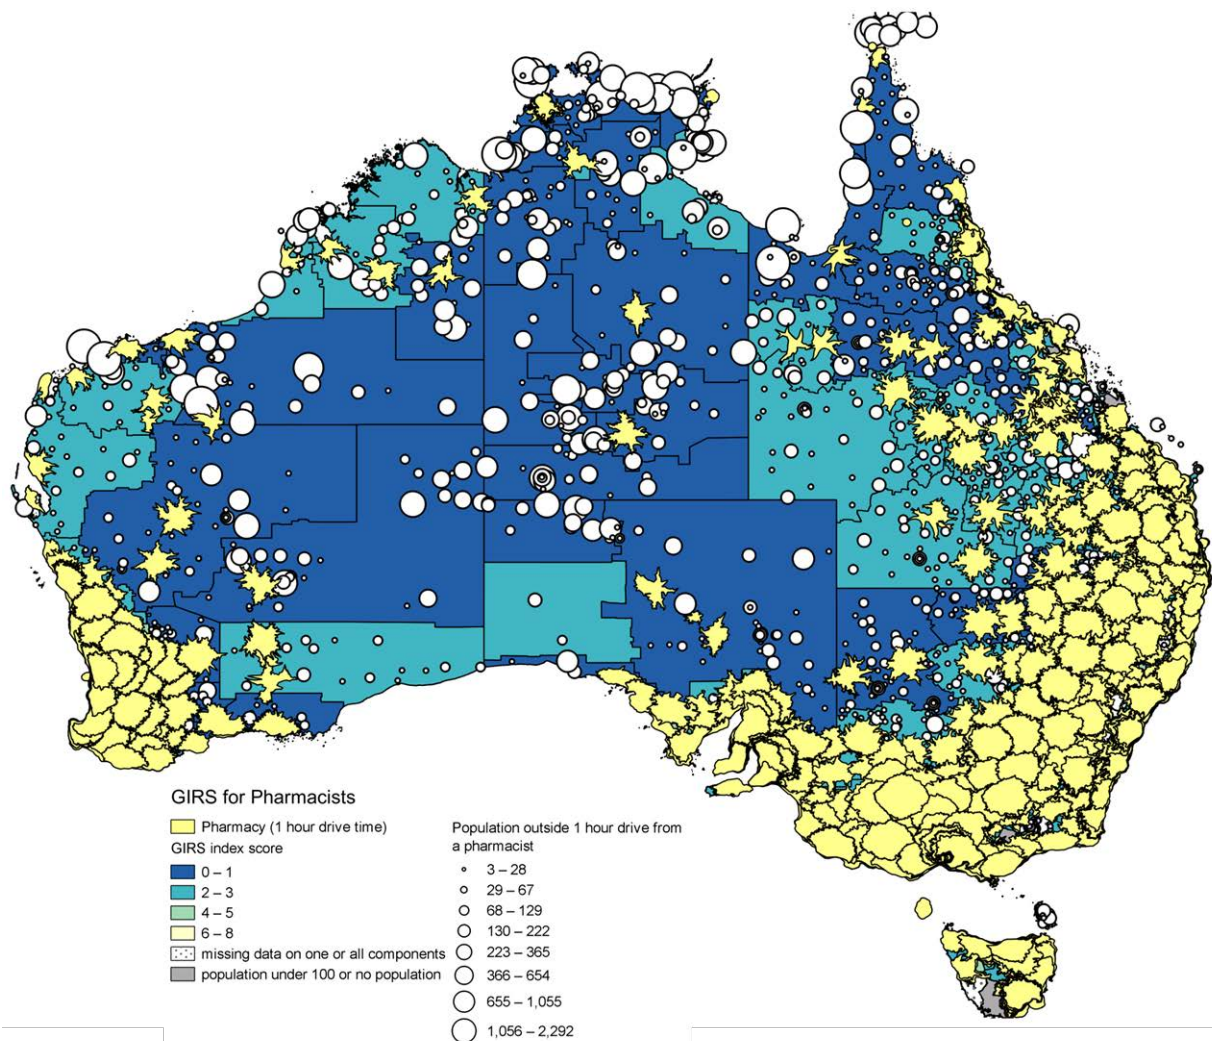 GIRS for Pharmacists
Pharmacy (1 hour drive time)
GIRS index score
0 – 1
2 – 3
4 – 5
6 – 8
missing data on one or all components
population under 100 or no population
Population outside 1 hour drive from
a pharmacist
3 – 28
29 – 67
68 – 129
130 – 222
223 – 365
366 – 654
655 – 1,055
1,056 – 2,292